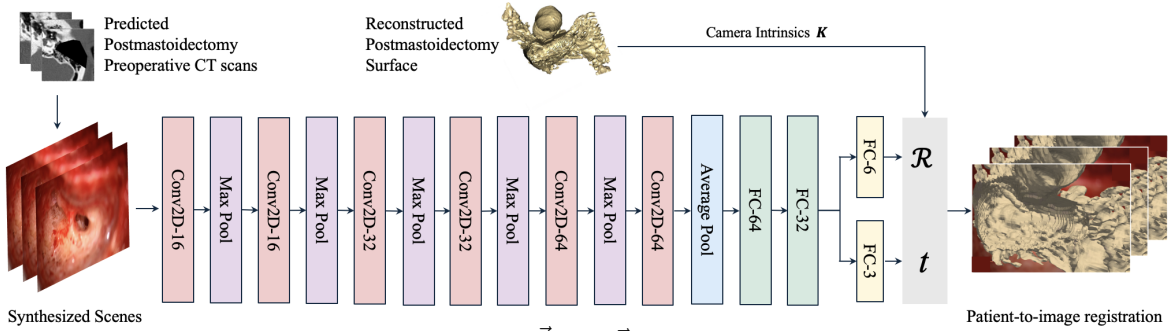 Predicted
Postmastoidectomy
Preoperative CT scans
Reconstructed
Postmastoidectomy
Surface
Camera Intrinsics K
Conv2D-16
Max Pool
Conv2D-16
Max Pool
Conv2D-32
Max Pool
Conv2D-32
Max Pool
Conv2D-64
Max Pool
Conv2D-64
Average Pool
FC-64
FC-32
FC-6
FC-3
ℛ
t
Synthesized Scenes
Patient-to-image registration